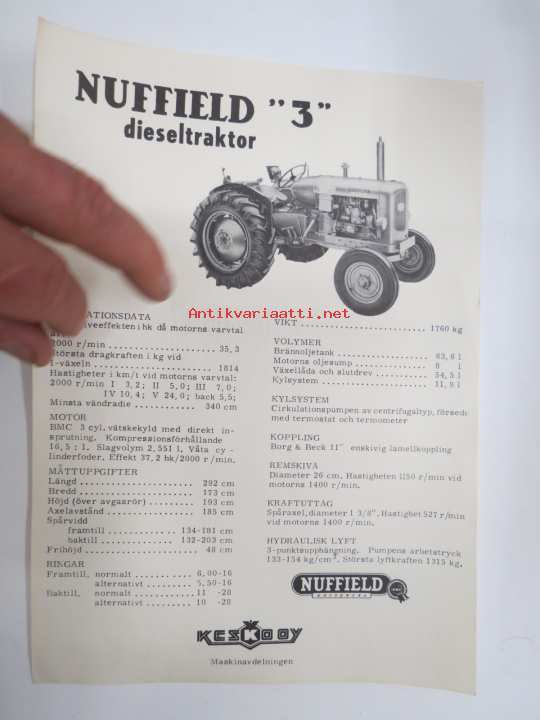 NUFFIELD "3"
dieseltraktor
Antikvariaatti.net
ATIONSDATA
iveeffekten i hk då motorns varvtal
2000 r/min ..... 35,3
Största dragkraften i kg vid
I-växeln ..... 1814
Hastigheter i km/t vid motorns varvtal:
2000 r/min I 3,2; II 5,0; III 7,0;
IV 10,4; V 24,0; back 5,5;
Minsta vändradie ..... 340 cm
MOTOR
BMC 3 cyl. vätskekyld med direkt in-
sprutning. Kompressionsförhållande
16,5 : 1. Slagvolym 2,551 l. Våta cy-
linderfoder. Effekt 37,2 hk/2000 r/min.
MÅTTUPPGIFTER
Längd ..... 292 cm
Bredd ..... 173 cm
Höjd (över avgasrör) ..... 193 cm
Axelavstånd ..... 185 cm
Spårvidd
framtill ..... 134-181 cm
baktill ..... 132-203 cm
Frihöjd ..... 48 cm
RINGAR
Framtill, normalt ..... 6,00-16
alternativt ..... 5,50-16
Baktill, normalt ..... 11 -28
alternativt ..... 10 -28
VIKT ..... 1760 kg
VOLYMER
Brännoljetank ..... 63,6 l
Motorns oljesump ..... 8 l
Växellåda och slutdrev ..... 34,5 l
Kylsystem ..... 11,9 l
KYLSYSTEM
Cirkulationspumpen av centrifugaltyp, försedd
med termostat och termometer
KOPPLING
Borg & Beck 11" enskivig lamellkoppling
REMSKIVA
Diameter 26 cm. Hastigheten 1150 r/min vid
motorns 1400 r/min.
KRAFTUTTAG
Spåraxel, diameter 1 3/8". Hastighet 527 r/min
vid motorns 1400 r/min.
HYDRAULISK LYFT
3-punktsupphängning. Pumpens arbetstryck
133-154 kg/cm². Största lyftkraften 1315 kg.
NUFFIELD
KESKO OY
Maskinavdelningen